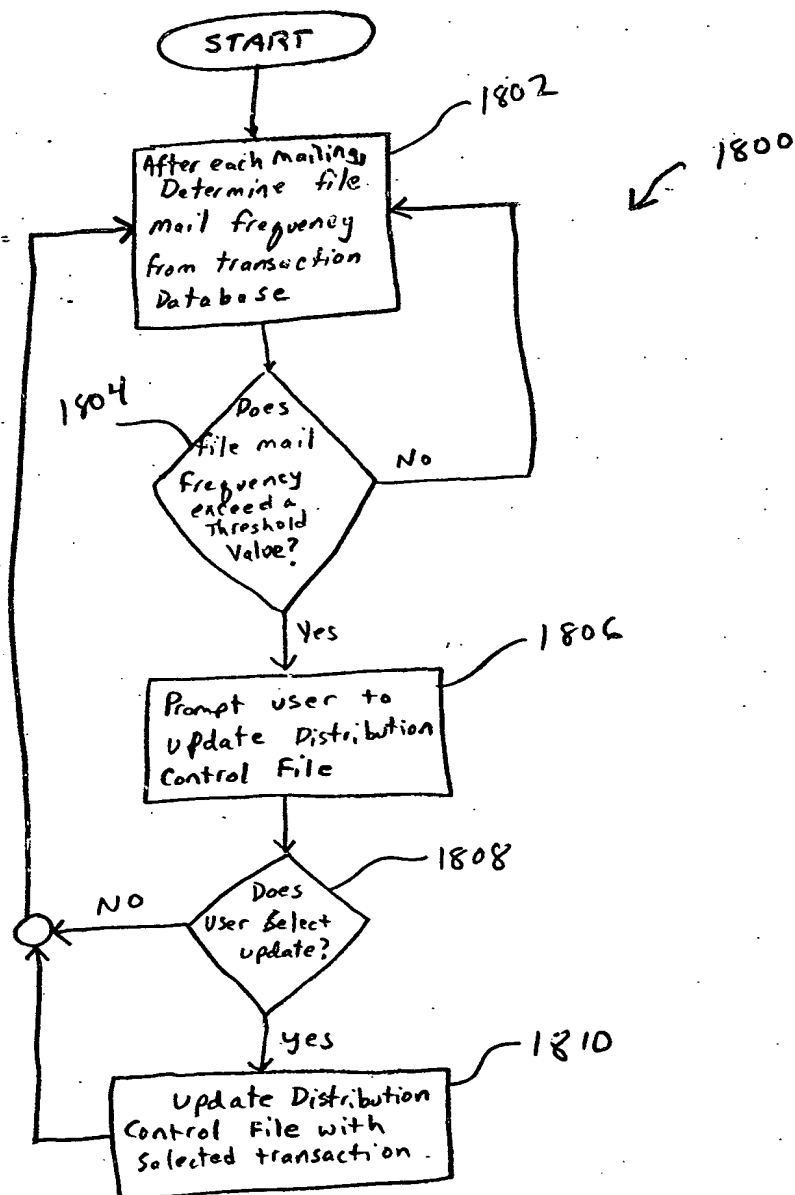 START
1802
1800
After each mailing,
Determine file
mail frequency
from transaction
Database
1804
Does
file mail
frequency
exceed a
Threshold
Value?
No
Yes
1806
Prompt user to
update Distribution
Control File
1808
Does
User Select
update?
NO
yes
1810
Update Distribution
Control File with
Selected transaction.